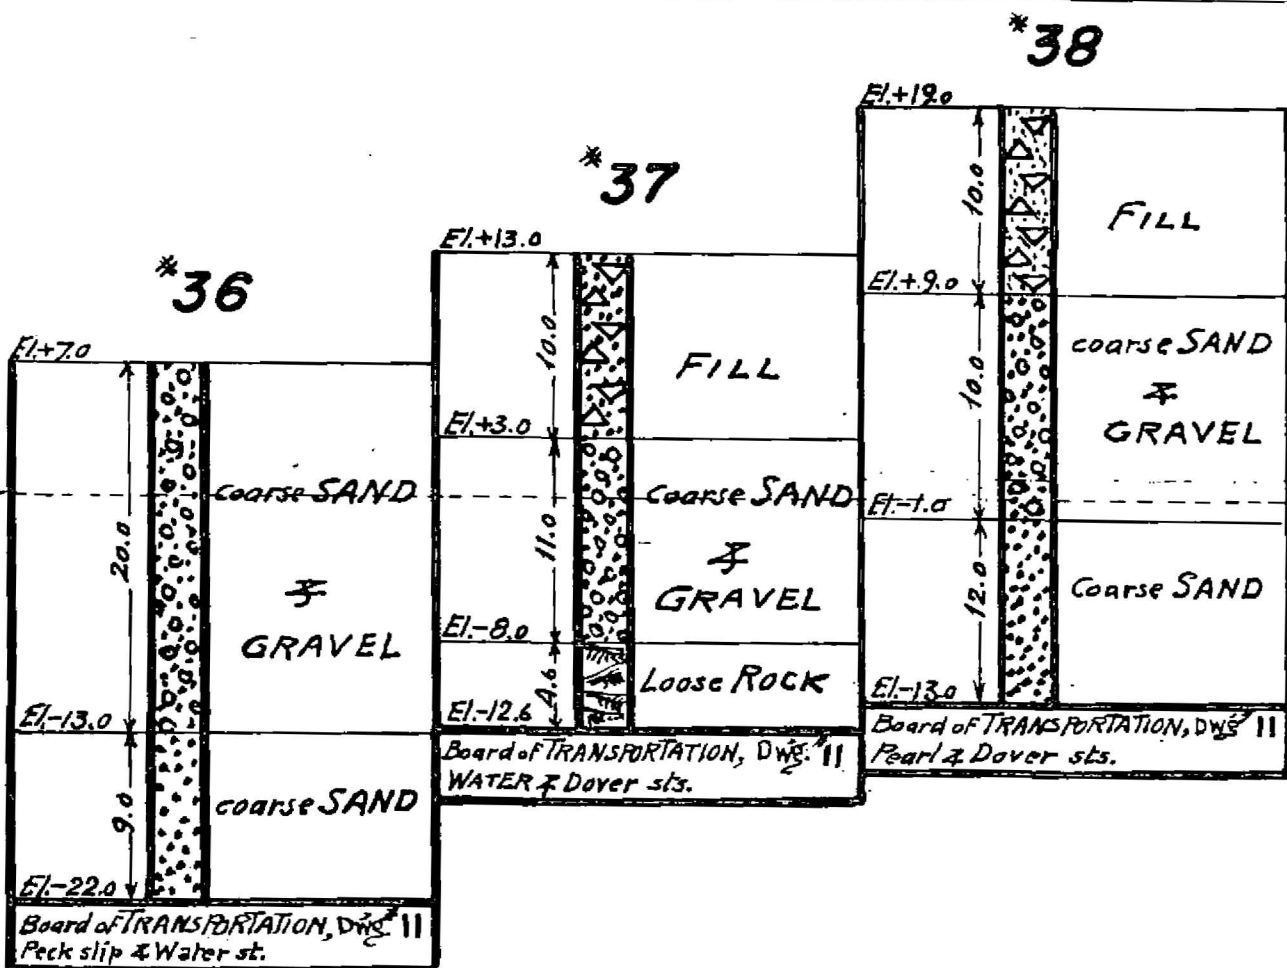 #36
El.+7.0
20.0
coarse SAND
&
GRAVEL
El.-13.0
9.0
coarse SAND
El.-22.0
Board of TRANSPORTATION, Dwg. #11
Peck slip & Water st.
#37
El.+13.0
10.0
FILL
El.+3.0
11.0
coarse SAND
&
GRAVEL
El.-8.0
4.6
Loose ROCK
El.-12.6
Board of TRANSPORTATION, Dwg. #11
WATER & Dover sts.
#38
El.+19.0
10.0
FILL
El.+9.0
10.0
coarse SAND
&
GRAVEL
El.-1.0
12.0
Coarse SAND
El.-13.0
Board of TRANSPORTATION, Dwg #11
Pearl & Dover sts.